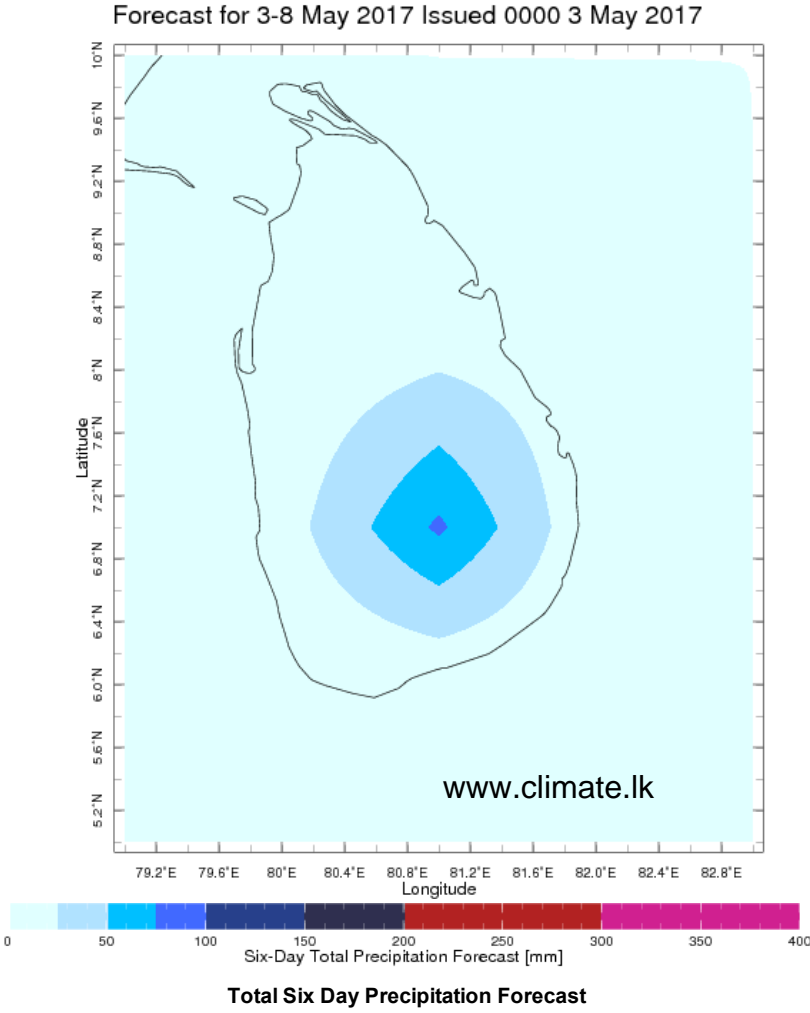 Forecast for 3-8 May 2017 Issued 0000 3 May 2017
10°N
9.6°N
9.2°N
8.8°N
8.4°N
8°N
7.6°N
7.2°N
6.8°N
6.4°N
6.0°N
5.6°N
5.2°N
Latitude
www.climate.lk
79.2°E 79.6°E 80°E 80.4°E 80.8°E 81.2°E 81.6°E 82.0°E 82.4°E 82.8°E
Longitude
0 50 100 150 200 250 300 350 400
Six-Day Total Precipitation Forecast [mm]
Total Six Day Precipitation Forecast